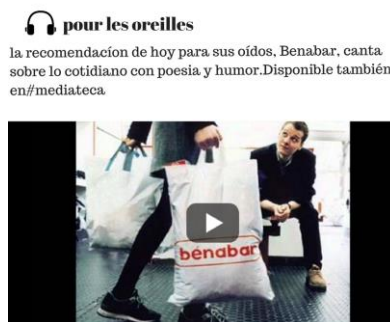 pour les oreilles
la recomendacíon de hoy para sus oídos, Benabar, canta
sobre lo cotidiano con poesia y humor.Disponible también
en#mediateca
bénabar